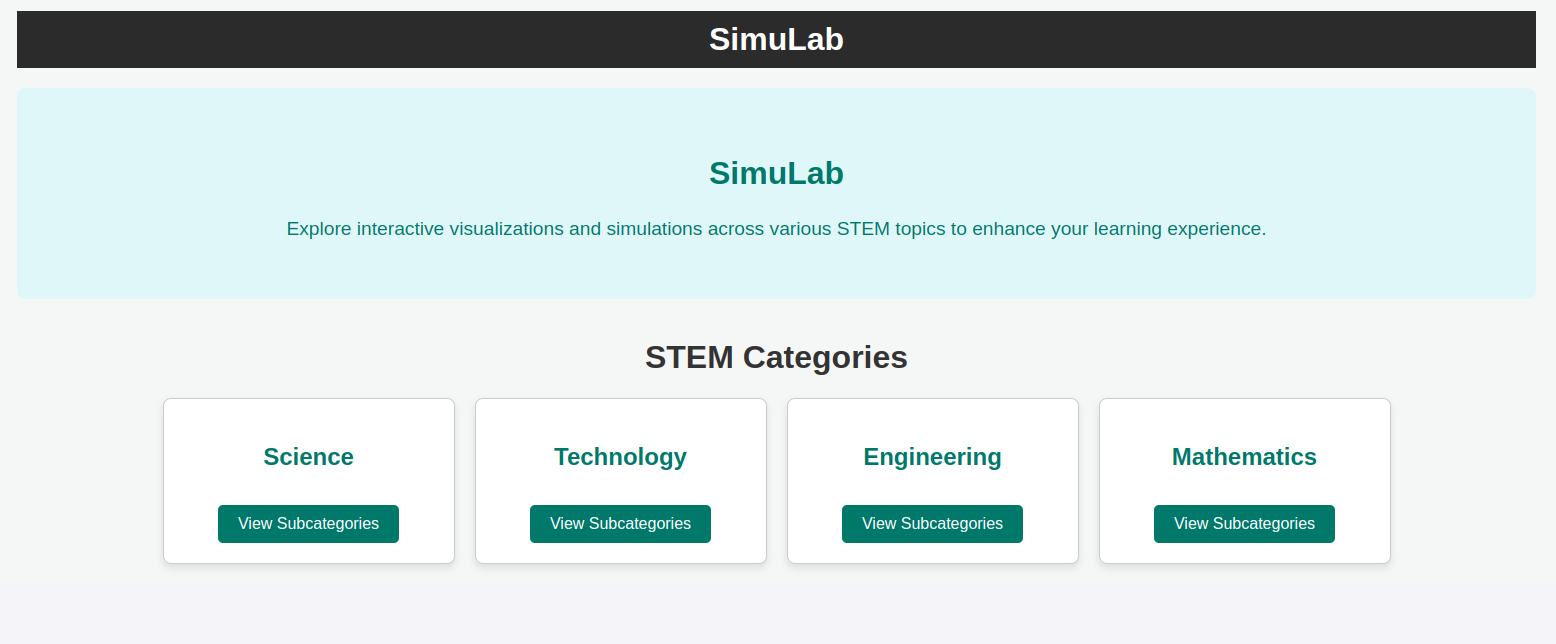 SimuLab
SimuLab
Explore interactive visualizations and simulations across various STEM topics to enhance your learning experience.
STEM Categories
Science
Technology
Engineering
Mathematics
View Subcategories
View Subcategories
View Subcategories
View Subcategories